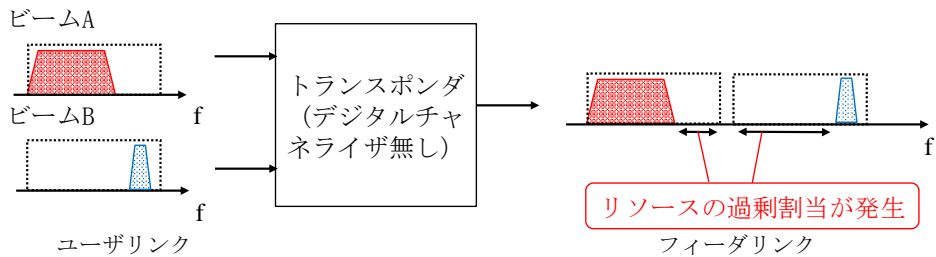 ビームA
f
ビームB
f
ユーザリンク
トランスポンダ
(デジタルチャ
ネライザ無し)
f
リソースの過剰割当が発生
フィーダリンク